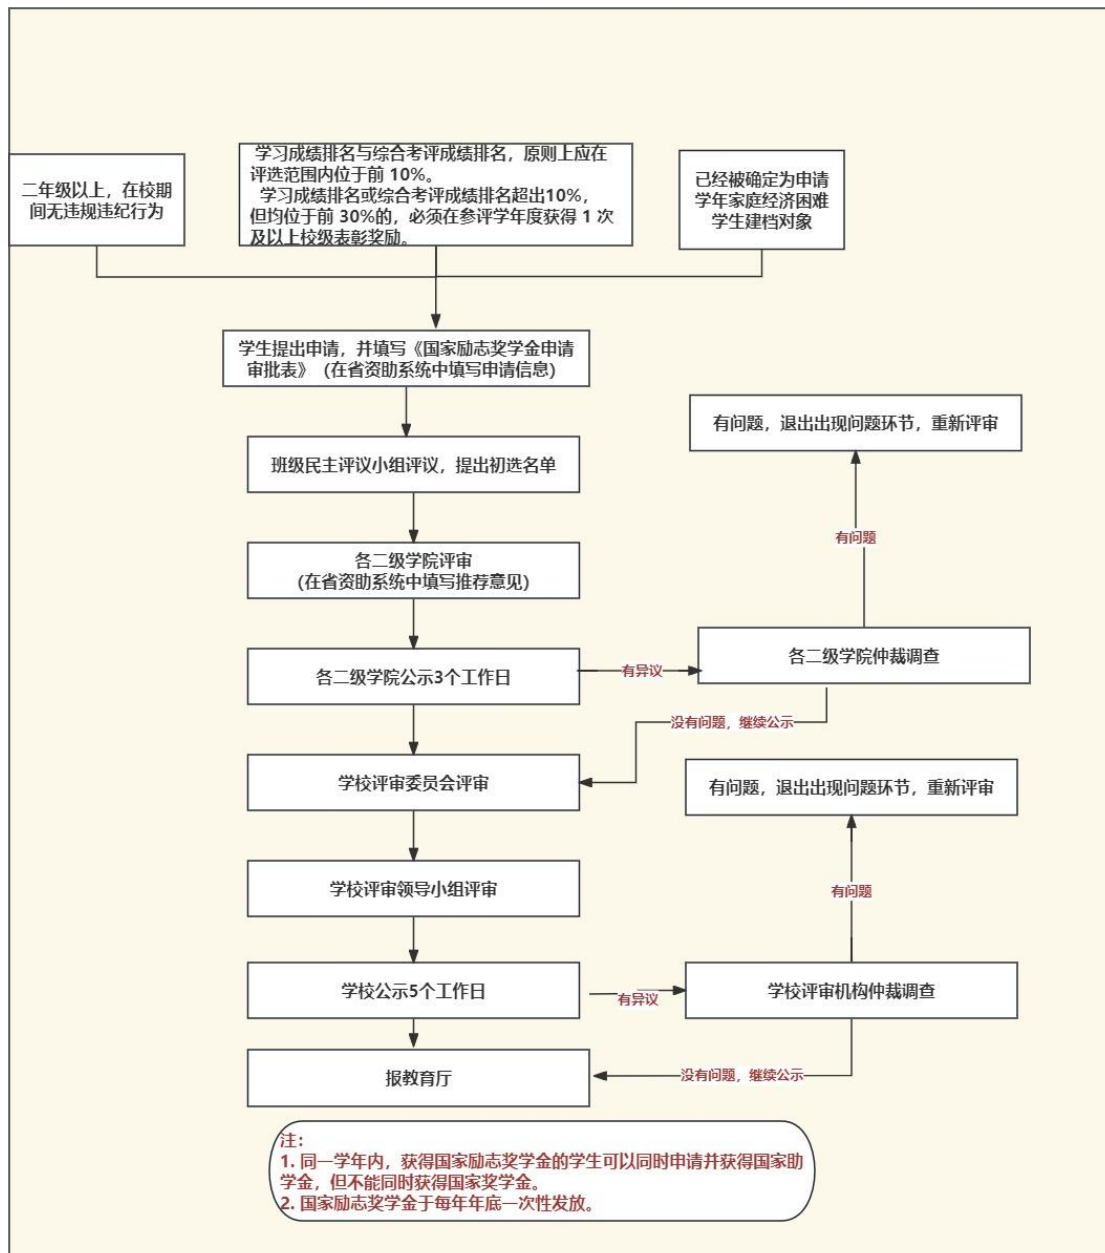 二年级以上，在校期
间无违规违纪行为
学习成绩排名与综合考评成绩排名，原则上应在
评选范围内位于前 10%。
学习成绩排名或综合考评成绩排名超出10%，
但均位于前 30%的，必须在参评学年度获得 1 次
及以上校级表彰奖励。
已经被确定为申请
学年家庭经济困难
学生建档对象
学生提出申请，并填写《国家励志奖学金申请
审批表》（在省资助系统中填写申请信息）
有问题，退出出现问题环节，重新评审
班级民主评议小组评议，提出初选名单
有问题
各二级学院评审
（在省资助系统中填写推荐意见）
各二级学院公示3个工作日
有异议
各二级学院仲裁调查
没有问题，继续公示
学校评审委员会评审
有问题，退出出现问题环节，重新评审
学校评审领导小组评审
有问题
学校公示5个工作日
有异议
学校评审机构仲裁调查
报教育厅
没有问题，继续公示
注：
1. 同一学年内，获得国家励志奖学金的学生可以同时申请并获得国家助
学金，但不能同时获得国家奖学金。
2. 国家励志奖学金于每年年底一次性发放。